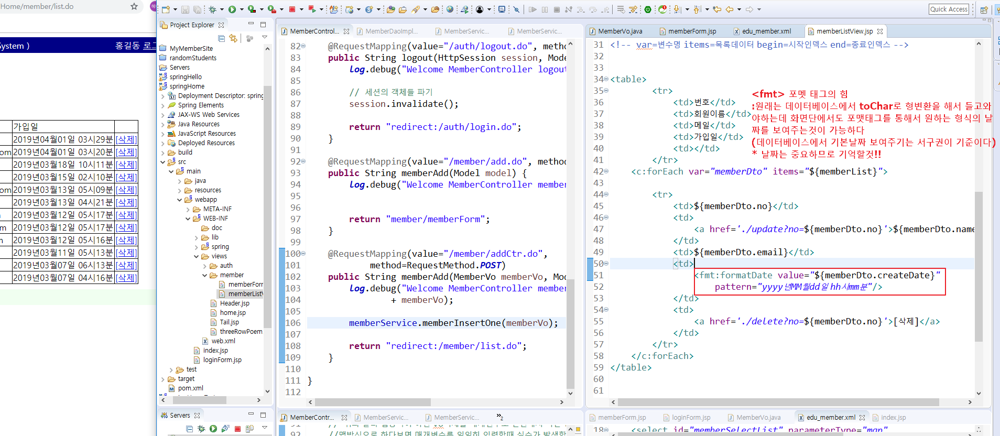 Home/member/list.do
System )
홍길동 로그
가입일
2019년04월01일 03시29분 [삭제]
om 2019년04월01일 03시20분 [삭제]
2019년03월18일 10시11분 [삭제]
2019년03월15일 02시10분 [삭제]
om 2019년03월13일 05시09분 [삭제]
2019년03월13일 04시21분 [삭제]
2019년03월12일 05시17분 [삭제]
m 2019년03월12일 05시17분 [삭제]
2019년03월12일 05시16분 [삭제]
2019년03월11일 05시13분 [삭제]
2019년03월07일 06시13분 [삭제]
2019년03월07일 04시16분 [삭제]
Quick Access
Project Explorer
MyMemberSite
randomStudents
Servers
springHello
springHome
Deployment Descriptor: spring
Spring Elements
JAX-WS Web Services
Java Resources
JavaScript Resources
Deployed Resources
build
src
main
java
resources
webapp
META-INF
WEB-INF
doc
lib
spring
views
auth
member
memberForm
memberListV
Header.jsp
home.jsp
Tail.jsp
threeRowPoem
web.xml
index.jsp
loginForm.jsp
test
target
pom.xml
Servers
MemberControl... MemberDaoImpl... MemberServic... MemberServic...
82 @RequestMapping(value="/auth/logout.do", metho
83 public String logout(HttpSession session, Mode
84 log.debug("Welcome MemberController logout
85
86 // 세션의 객체들 파기
87 session.invalidate();
88
89 return "redirect:/auth/login.do";
90 }
91
92 @RequestMapping(value="/member/add.do", method
93 public String memberAdd(Model model) {
94 log.debug("Welcome MemberController member
95
96
97 return "member/memberForm";
98 }
99
100 @RequestMapping(value="/member/addCtr.do",
101 method=RequestMethod.POST)
102 public String memberAdd(MemberVo memberVo, Mod
103 log.debug("Welcome MemberController member
104 + memberVo);
105
106 memberService.memberInsertOne(memberVo);
107
108 return "redirect:/member/list.do";
109 }
110
111 }
112
MemberContr... MemberServic... MemberServic... »2
92
MemberVo.java memberForm.jsp edu_member.xml memberListView.jsp
31 <!-- var=변수명 items=목록데이터 begin=시작인덱스 end=종료인덱스 -->
32
33
34 <table>
35 <tr>
36 <td>번호</td>
37 <td>회원이름</td>
38 <td>메일</td>
39 <td>가입일</td>
40 <td></td>
41 </tr>
42 <c:forEach var="memberDto" items="${memberList}">
43
44 <tr>
45 <td>${memberDto.no}</td>
46 <td>
47 <a href='./update?no=${memberDto.no}'>${memberDto.name
48 </td>
49 <td>${memberDto.email}</td>
50 <td>
51 <fmt:formatDate value="${memberDto.createDate}"
52 pattern="yyyy년MM월dd일 hh시mm분"/>
53 </td>
54 <td>
55 <a href='./delete?no=${memberDto.no}'>[삭제]</a>
56 </td>
57 </tr>
58 </c:forEach>
59 </table>
60
61
<fmt> 포멧 태그의 힘
:원래는 데이터베이스에서 toChar로 형변환을 해서 들고와
야하는데 화면단에서도 포맷태그를 통해서 원하는 형식의 날
짜를 보여주는것이 가능하다
(데이터베이스에서 기본날짜 보여주기는 서구권이 기준이다)
* 날짜는 중요하므로 기억할것!!
memberForm.jsp loginForm.jsp MemberVo.java edu_member.xml index.jsp
18 <select id="memberSelectList" parameterType="map"